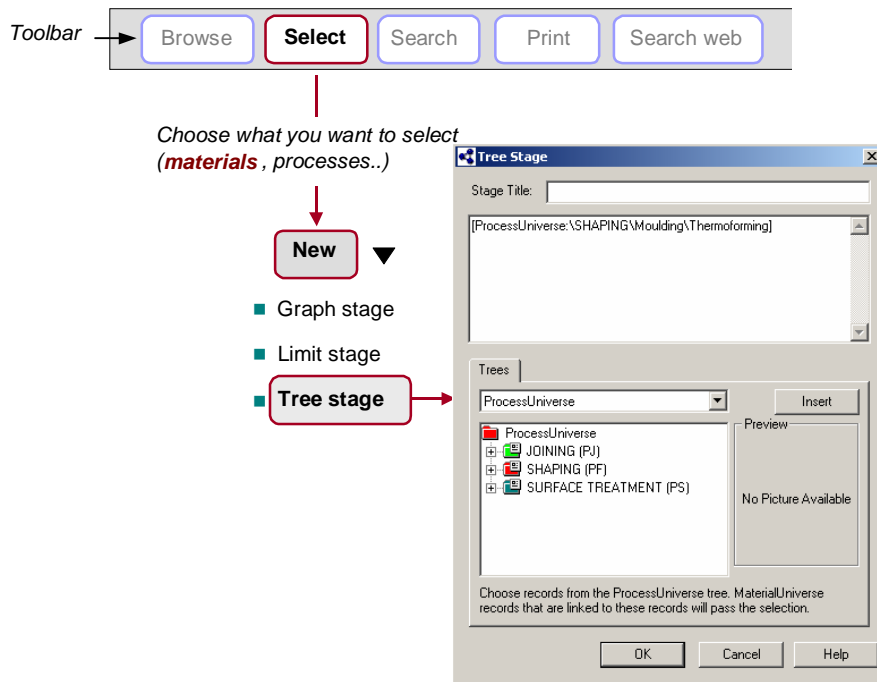 Toolbar
Browse
Select
Search
Print
Search web
Choose what you want to select
(materials , processes..)
New
Graph stage
Limit stage
Tree stage
Tree Stage
Stage Title:
[ProcessUniverse:\SHAPING\Moulding\Thermoforming]
Trees
ProcessUniverse
Insert
ProcessUniverse
JOINING (PJ)
SHAPING (PF)
SURFACE TREATMENT (PS)
Preview
No Picture Available
Choose records from the ProcessUniverse tree. MaterialUniverse
records that are linked to these records will pass the selection.
OK
Cancel
Help